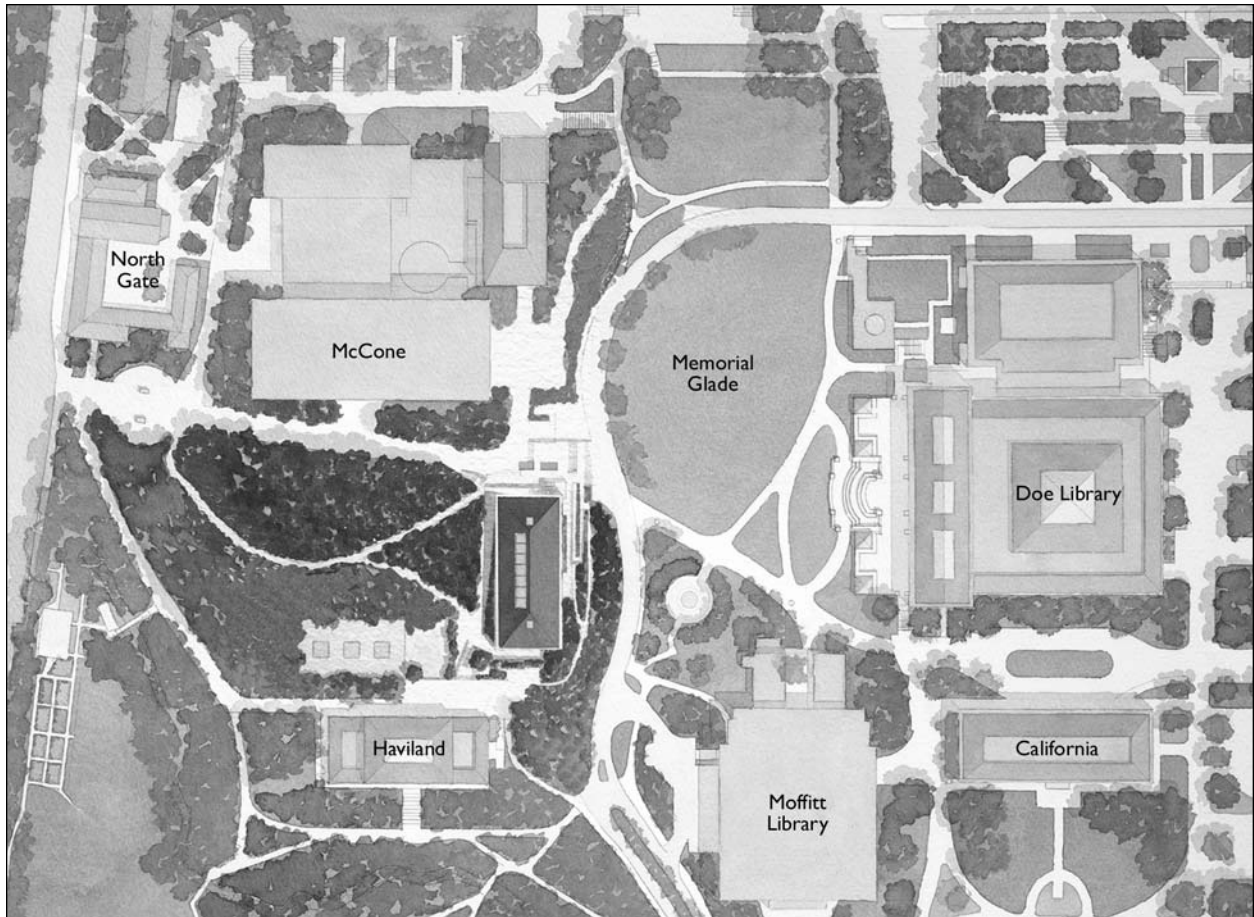 North
Gate
McCone
Memorial
Glade
Doe Library
Haviland
California
Moffitt
Library